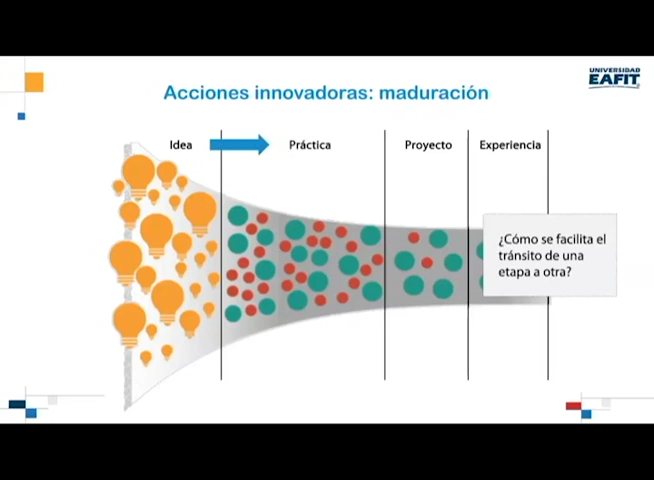 UNIVERSIDAD
EAFIT
Acciones innovadoras: maduración
Idea
Práctica
Proyecto
Experiencia
¿Cómo se facilita el
tránsito de una
etapa a otra?